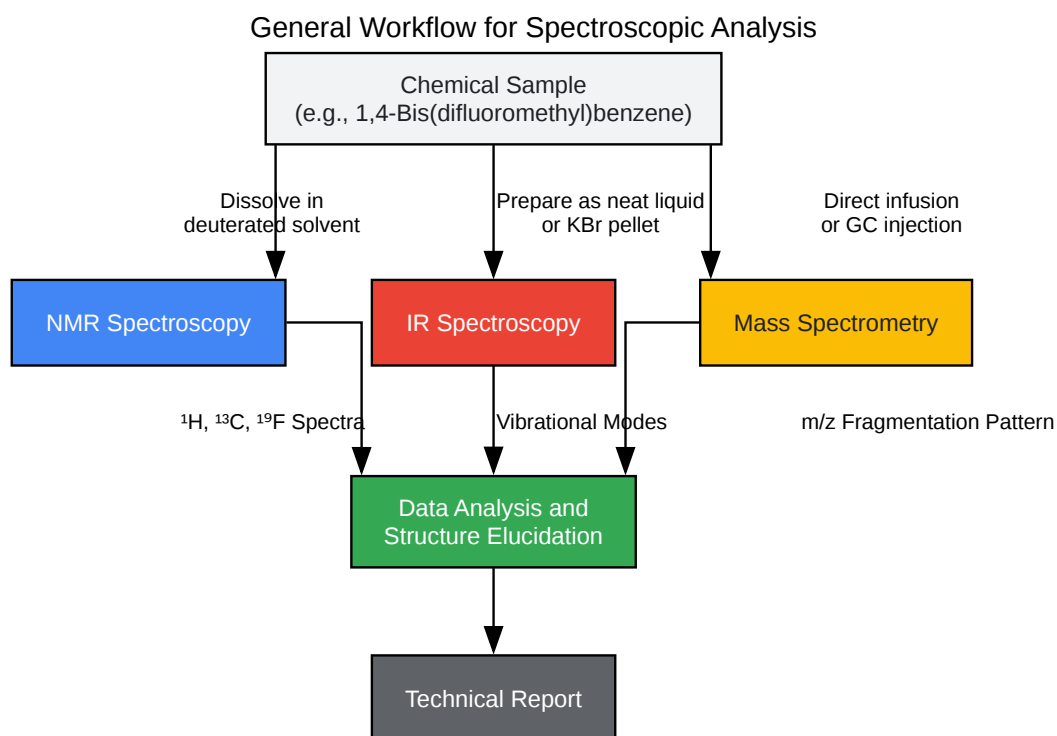 General Workflow for Spectroscopic Analysis
Chemical Sample
(e.g., 1,4-Bis(difluoromethyl)benzene)
Dissolve in
deuterated solvent
Prepare as neat liquid
or KBr pellet
Direct infusion
or GC injection
NMR Spectroscopy
IR Spectroscopy
Mass Spectrometry
¹H, ¹³C, ¹⁹F Spectra
Vibrational Modes
m/z Fragmentation Pattern
Data Analysis and
Structure Elucidation
Technical Report